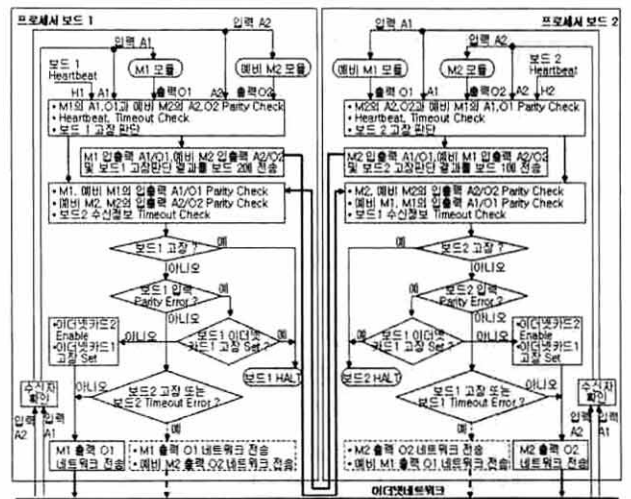 프로세서 보드 1
입력 A1
입력 A2
보드 1
Heartbeat
M1 모듈
예비 M2 모듈
H1 A1 출력O1 A2 출력O2
• M1의 A1,O1과 예비 M2의 A2,O2 Parity Check
• Heartbeat, Timeout Check
• 보드 1 고장 판단
M1 입출력 A1/O1,예비 M2 입출력 A2/O2
및 보드1 고장판단 결과를 보드 2에 전송
• M1, 예비 M1의 입출력 A1/O1 Parity Check
• 예비 M2, M2의 입출력 A2/O2 Parity Check
• 보드2 수신정보 Timeout Check
보드1 고장 ?
예
아니오
보드1 입력
Parity Error ?
예
아니오
•이더넷카드2
Enable
•이더넷카드1
고장 Set
아니오
보드1 이더넷
카드1 고장 Set ?
예
보드1 HALT
수신자
확인
아니오
보드2 고장 또는
보드2 Timeout Error ?
예
입력
A2
입력
A1
M1 출력 O1
네트워크 전송
• M1 출력 O1 네트워크 전송
• 예비 M2 출력 O2 네트워크 전송
프로세서 보드 2
입력 A1
입력 A2
예비 M1 모듈
M2 모듈
보드 2
Heartbeat
A1 출력O1 출력O2 A2 H2
• M2의 A2,O2과 예비 M1의 A1,O1 Parity Check
• Heartbeat, Timeout Check
• 보드 2 고장 판단
M2 입출력 A1/O1,예비 M2 입출력 A2/O2
및 보드2 고장판단 결과를 보드 1에 전송
• M2, 예비 M2의 입출력 A2/O2 Parity Check
• 예비 M1, M1의 입출력 A1/O1 Parity Check
• 보드1 수신정보 Timeout Check
보드2 고장 ?
예
아니오
보드2 입력
Parity Error ?
예
아니오
예
보드1 이더넷
카드1 고장 Set ?
아니오
•이더넷카드2
Enable
•이더넷카드1
고장 Set
보드2 HALT
보드1 고장 또는
보드1 Timeout Error ?
아니오
예
수신자
확인
입력
A2
입력
A1
• M2 출력 O2 네트워크 전송
• 예비 M1 출력 O1 네트워크 전송
M2 출력 O2
네트워크 전송
이더넷네트워크